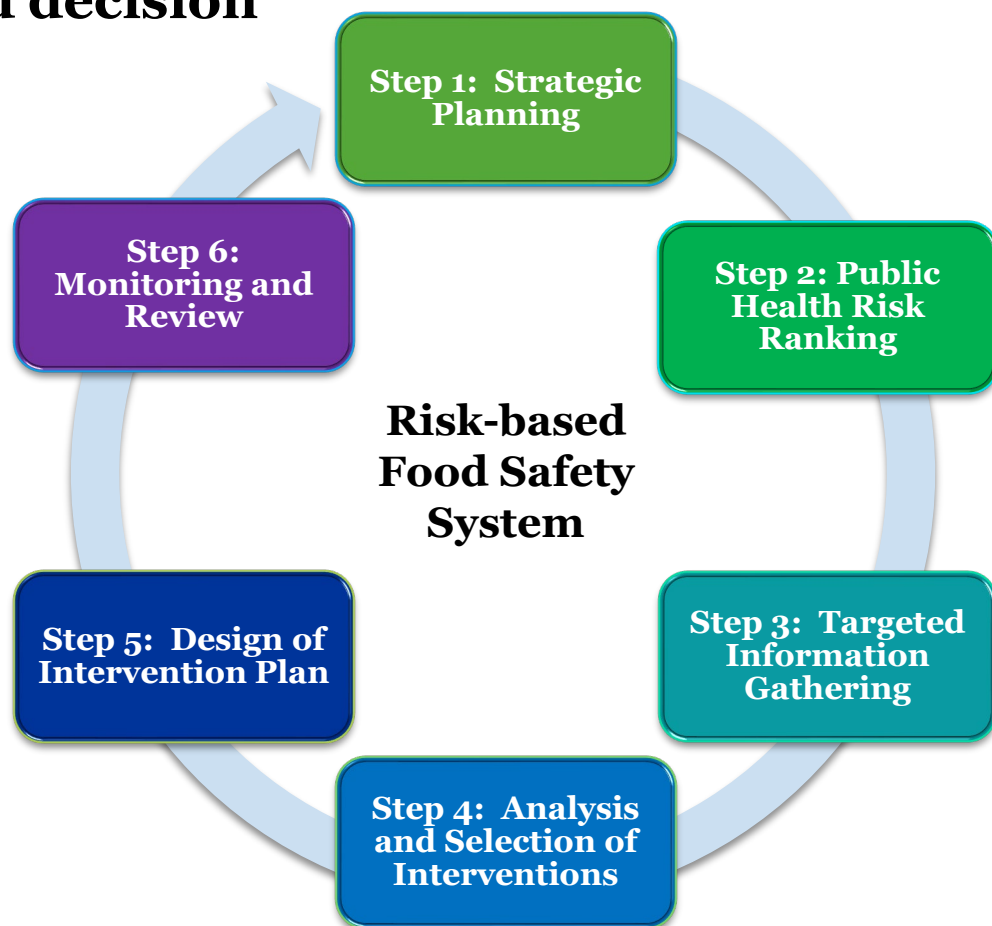 decision
Step 1:  Strategic
Planning
Step 2: Public
Health Risk
Ranking
Step 3:  Targeted
Information
Gathering
Step 4:  Analysis
and Selection of
Interventions
Step 5:  Design of
Intervention Plan
Step 6:
Monitoring and
Review
Risk-based
Food Safety
System